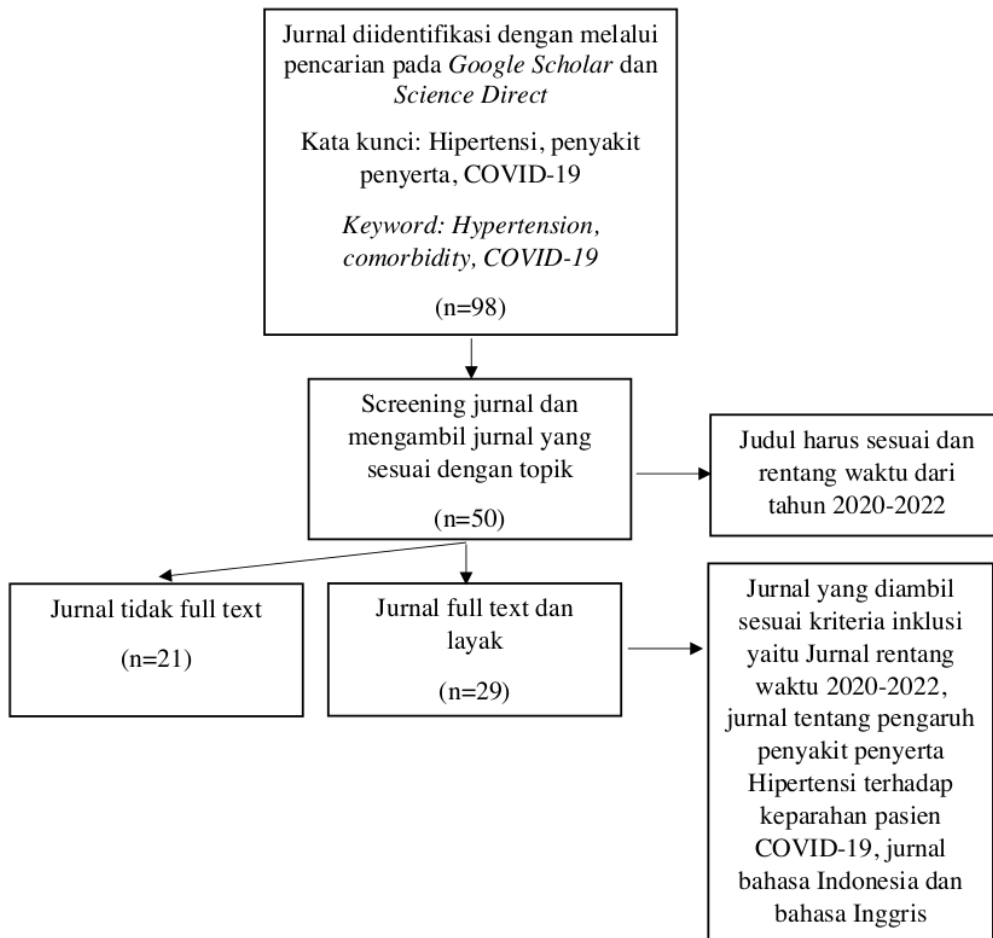 Jurnal diidentifikasi dengan melalui
pencarian pada Google Scholar dan
Science Direct
Kata kunci: Hipertensi, penyakit
penyerta, COVID-19
Keyword: Hypertension,
comorbidity, COVID-19
(n=98)
Screening jurnal dan
mengambil jurnal yang
sesuai dengan topik
(n=50)
Judul harus sesuai dan
rentang waktu dari
tahun 2020-2022
Jurnal tidak full text
(n=21)
Jurnal full text dan
layak
(n=29)
Jurnal yang diambil
sesuai kriteria inklusi
yaitu Jurnal rentang
waktu 2020-2022,
jurnal tentang pengaruh
penyakit penyerta
Hipertensi terhadap
keparahan pasien
COVID-19, jurnal
bahasa Indonesia dan
bahasa Inggris